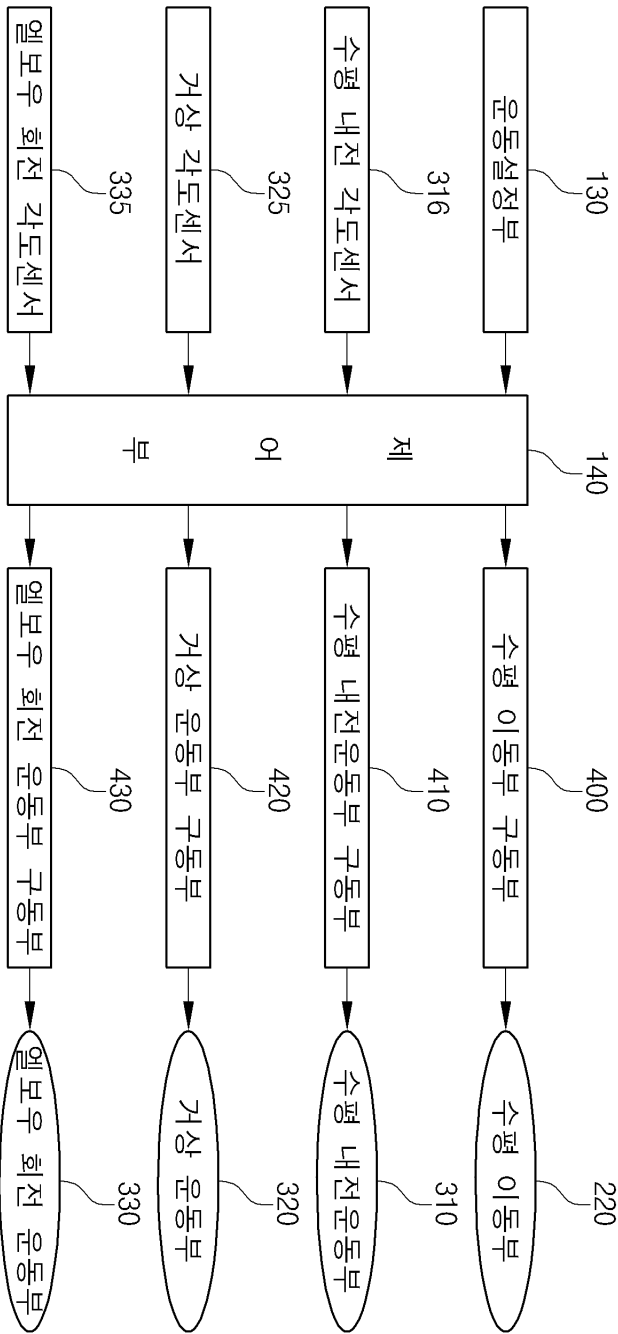 130
운동설정부
316
수평 내전 각도센서
325
거상 각도센서
335
엘보우 회전 각도센서
140
제 어 부
400
수평 이동부 구동부
410
수평 내전운동부 구동부
420
거상 운동부 구동부
430
엘보우 회전 운동부 구동부
220
수평 이동부
310
수평 내전운동부
320
거상 운동부
330
엘보우 회전 운동부